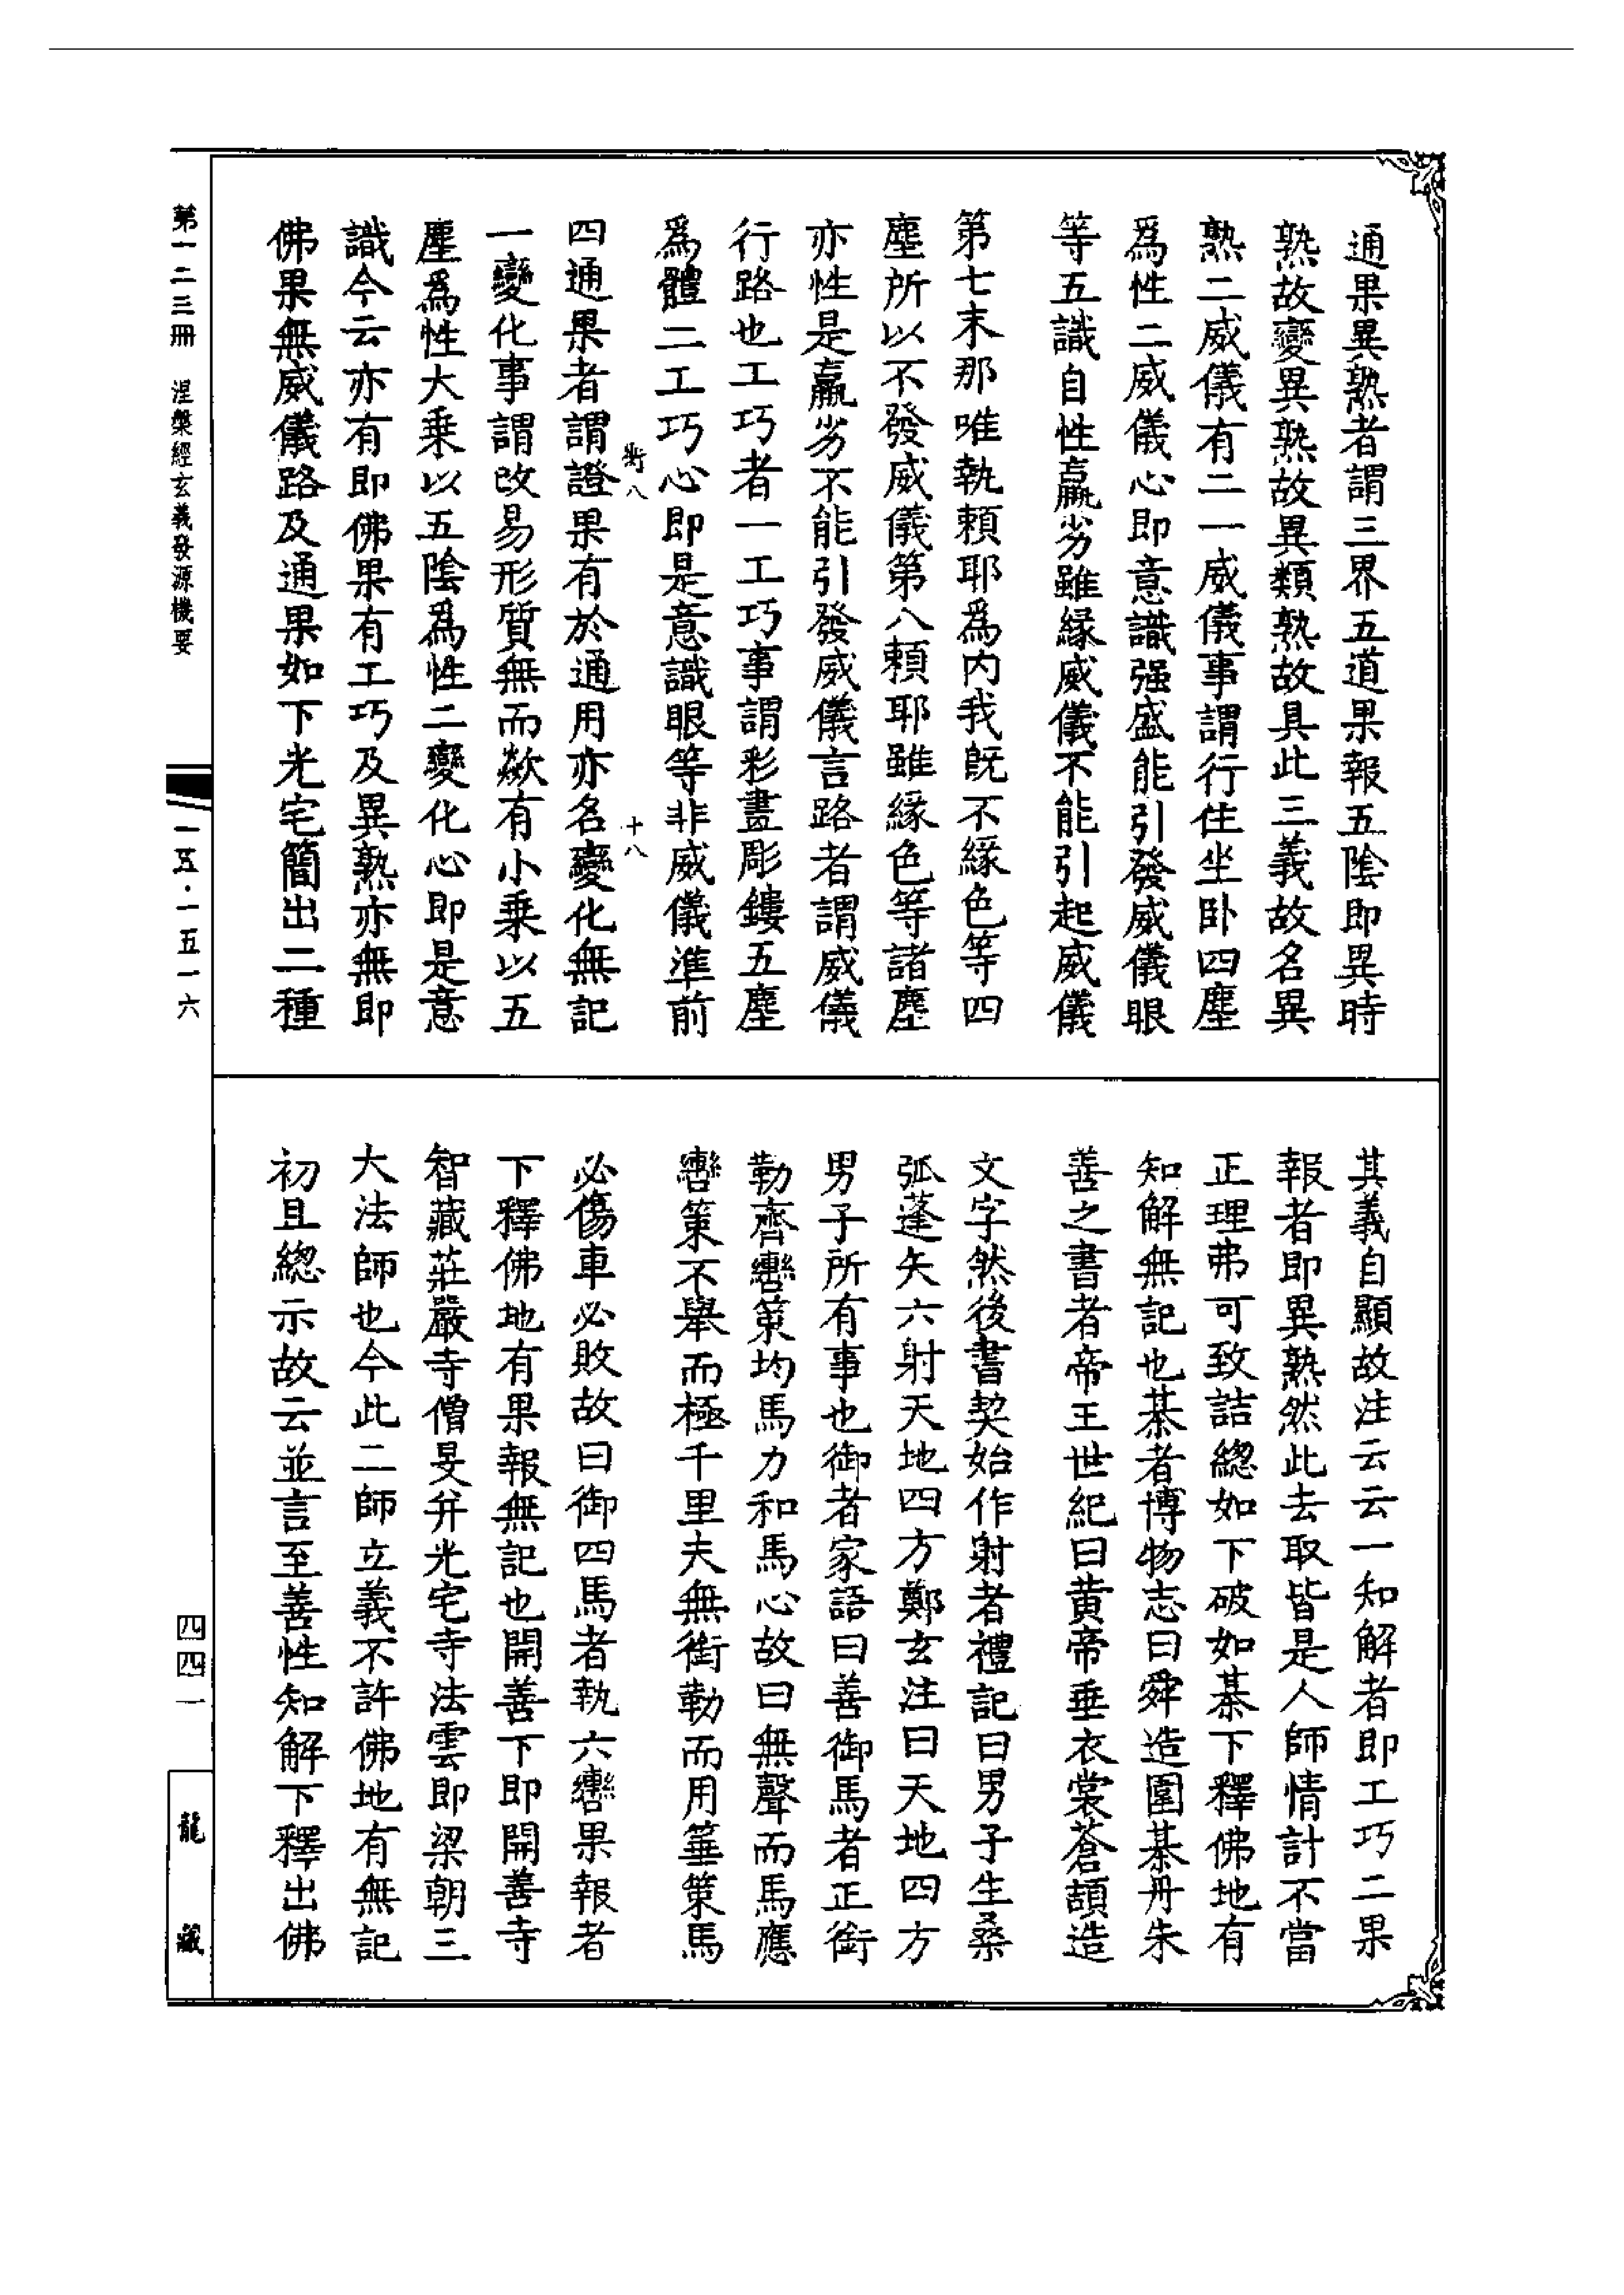 通果異熟者謂三界五道果報五陰即異時
熟故變異熟故異類熟故具此三義故名異
熟二威儀有二一威儀事謂行住坐卧四塵
爲性二威儀心即意識强盛能引發威儀眼
等五識自性羸劣雖緣威儀不能引起威儀
第七末那唯執賴耶爲内我既不緣色等四
塵所以不發威儀第八賴耶雖緣色等諸塵
亦性是羸劣不能引發威儀言路者謂威儀
行路也工巧者一工巧事謂彩畫彫鏤五塵
爲體二工巧心即是意識眼等非威儀準前
衡八
十八
四通果者謂證果有於通用亦名變化無記
一變化事謂改易形質無而歘有小乘以五
塵爲性大乘以五陰爲性二變化心即是意
識今云亦有即佛果有工巧及異熟亦無即
佛果無威儀路及通果如下光宅簡出二種
其義自顯故注云云一知解者即工巧二果
報者即異熟然此去取皆是人師情計不當
正理弗可致詰總如下破如棊下釋佛地有
知解無記也棊者博物志曰舜造圍棊丹朱
善之書者帝王世紀曰黄帝垂衣裳蒼頡造
文字然後書契始作射者禮記曰男子生桑
弧蓬矢六射天地四方鄭玄注曰天地四方
男子所有事也御者家語曰善御馬者正銜
勒齊轡策均馬力和馬心故曰無聲而馬應
轡策不舉而極千里夫無銜勒而用箠策馬
必傷車必敗故曰御四馬者執六轡果報者
下釋佛地有果報無記也開善下即開善寺
智藏莊嚴寺僧旻并光宅寺法雲即梁朝三
大法師也今此二師立義不許佛地有無記
初且總示故云並言至善性知解下釋出佛
第一二三冊　涅槃經玄義發源機要
一五五·一五一六
四四一
龍藏